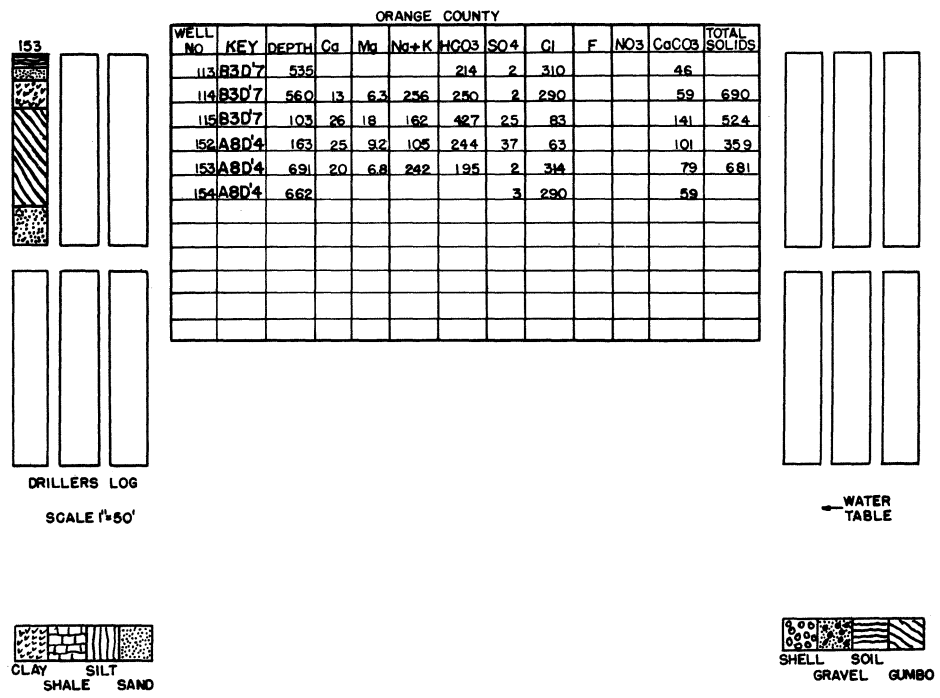 ORANGE COUNTY
WELL NO KEY DEPTH Ca Mg Na+K HCO3 SO4 Cl F NO3 CaCO3 TOTAL SOLIDS
113 B3D'7 535 214 2 310 46
114 B3D'7 560 13 6.3 256 250 2 290 59 690
115 B3D'7 103 26 18 162 427 25 83 141 524
152 A8D'4 163 25 9.2 105 244 37 63 101 359
153 A8D'4 691 20 6.8 242 195 2 314 79 681
154 A8D'4 662 3 290 59
153
DRILLERS LOG
SCALE 1"=50'
WATER
TABLE
CLAY SILT
SHALE SAND
SHELL SOIL
GRAVEL GUMBO